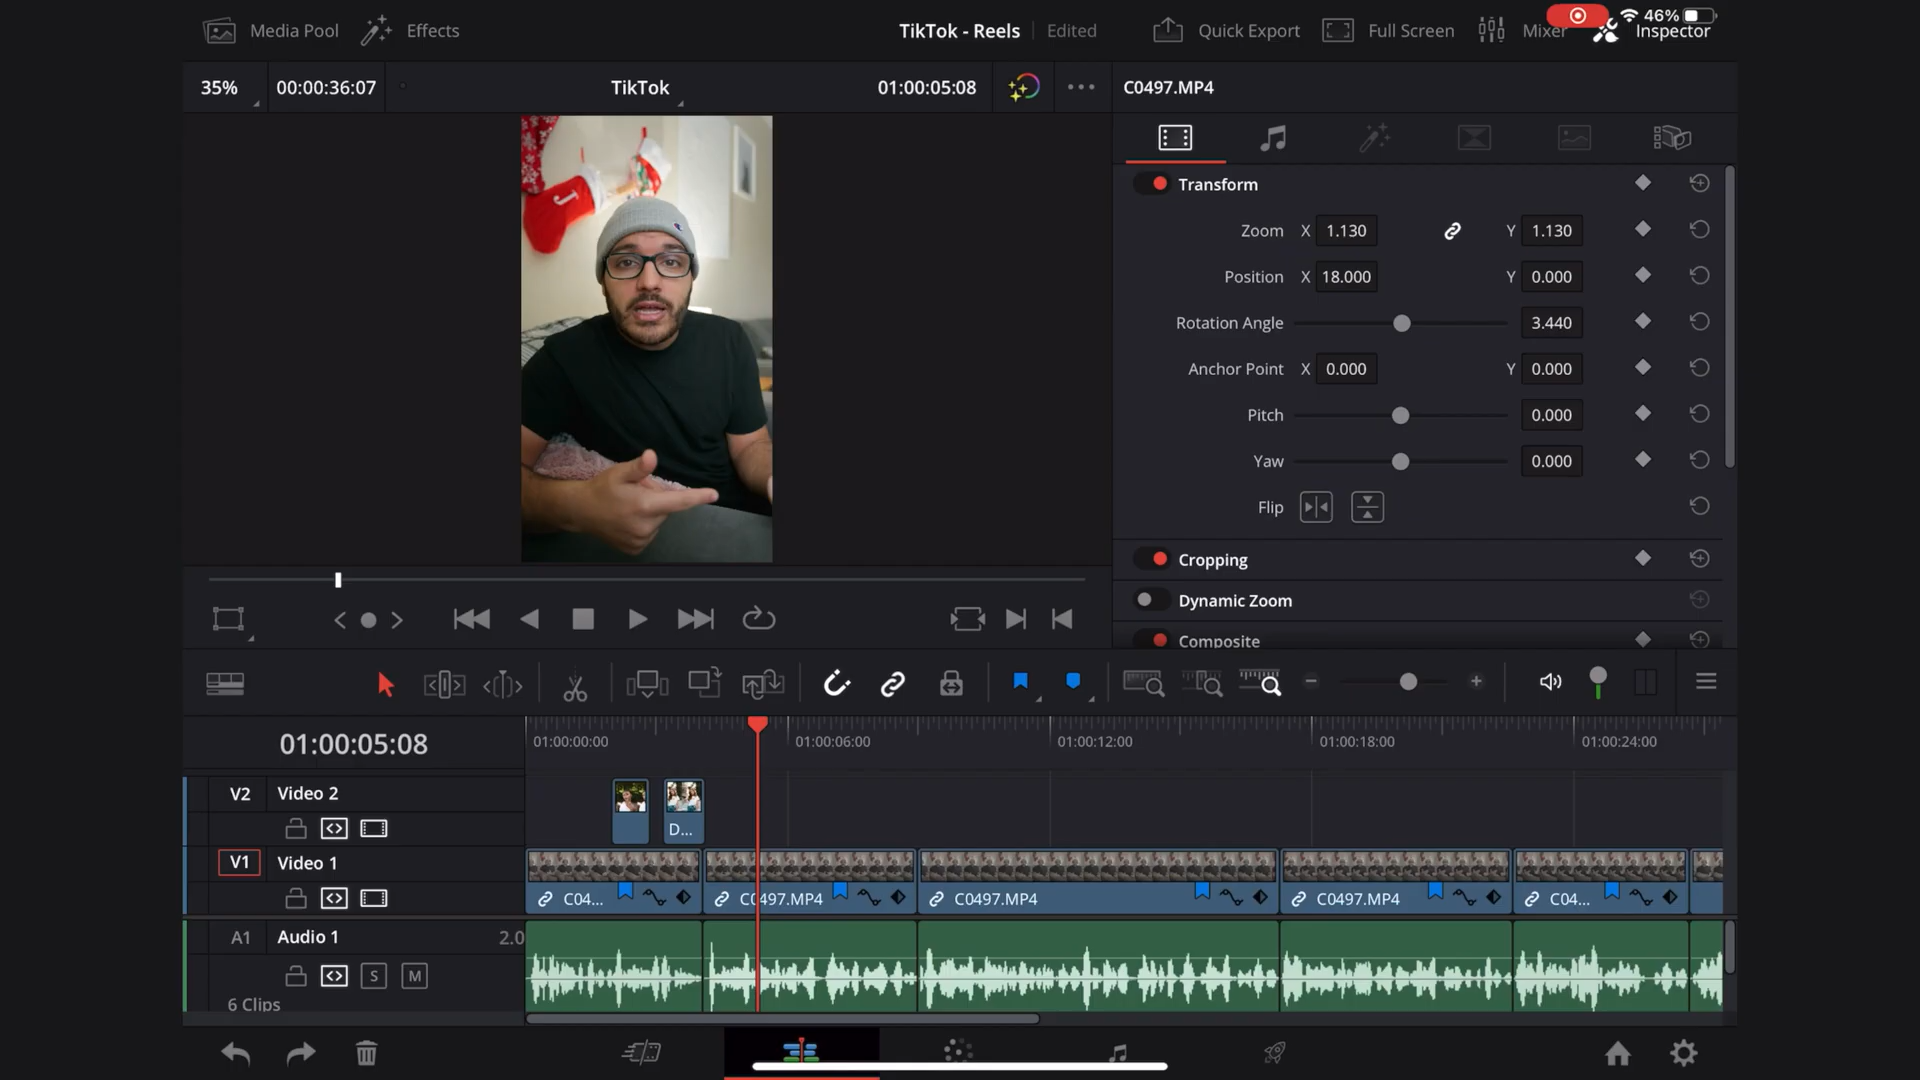 Media Pool
Effects
TikTok - Reels
Edited
Quick Export
Full Screen
Mixer
Inspector
46%
35%
00:00:36:07
TikTok
01:00:05:08
C0497.MP4
Transform
Zoom X 1.130 Y 1.130
Position X 18.000 Y 0.000
Rotation Angle 3.440
Anchor Point X 0.000 Y 0.000
Pitch 0.000
Yaw 0.000
Flip
Cropping
Dynamic Zoom
Composite
J
01:00:05:08
01:00:00:00
01:00:06:00
01:00:12:00
01:00:18:00
01:00:24:00
V2 Video 2
D...
V1 Video 1
C04...
C0497.MP4
C0497.MP4
C0497.MP4
C04...
A1 Audio 1 2.0
S M
6 Clips